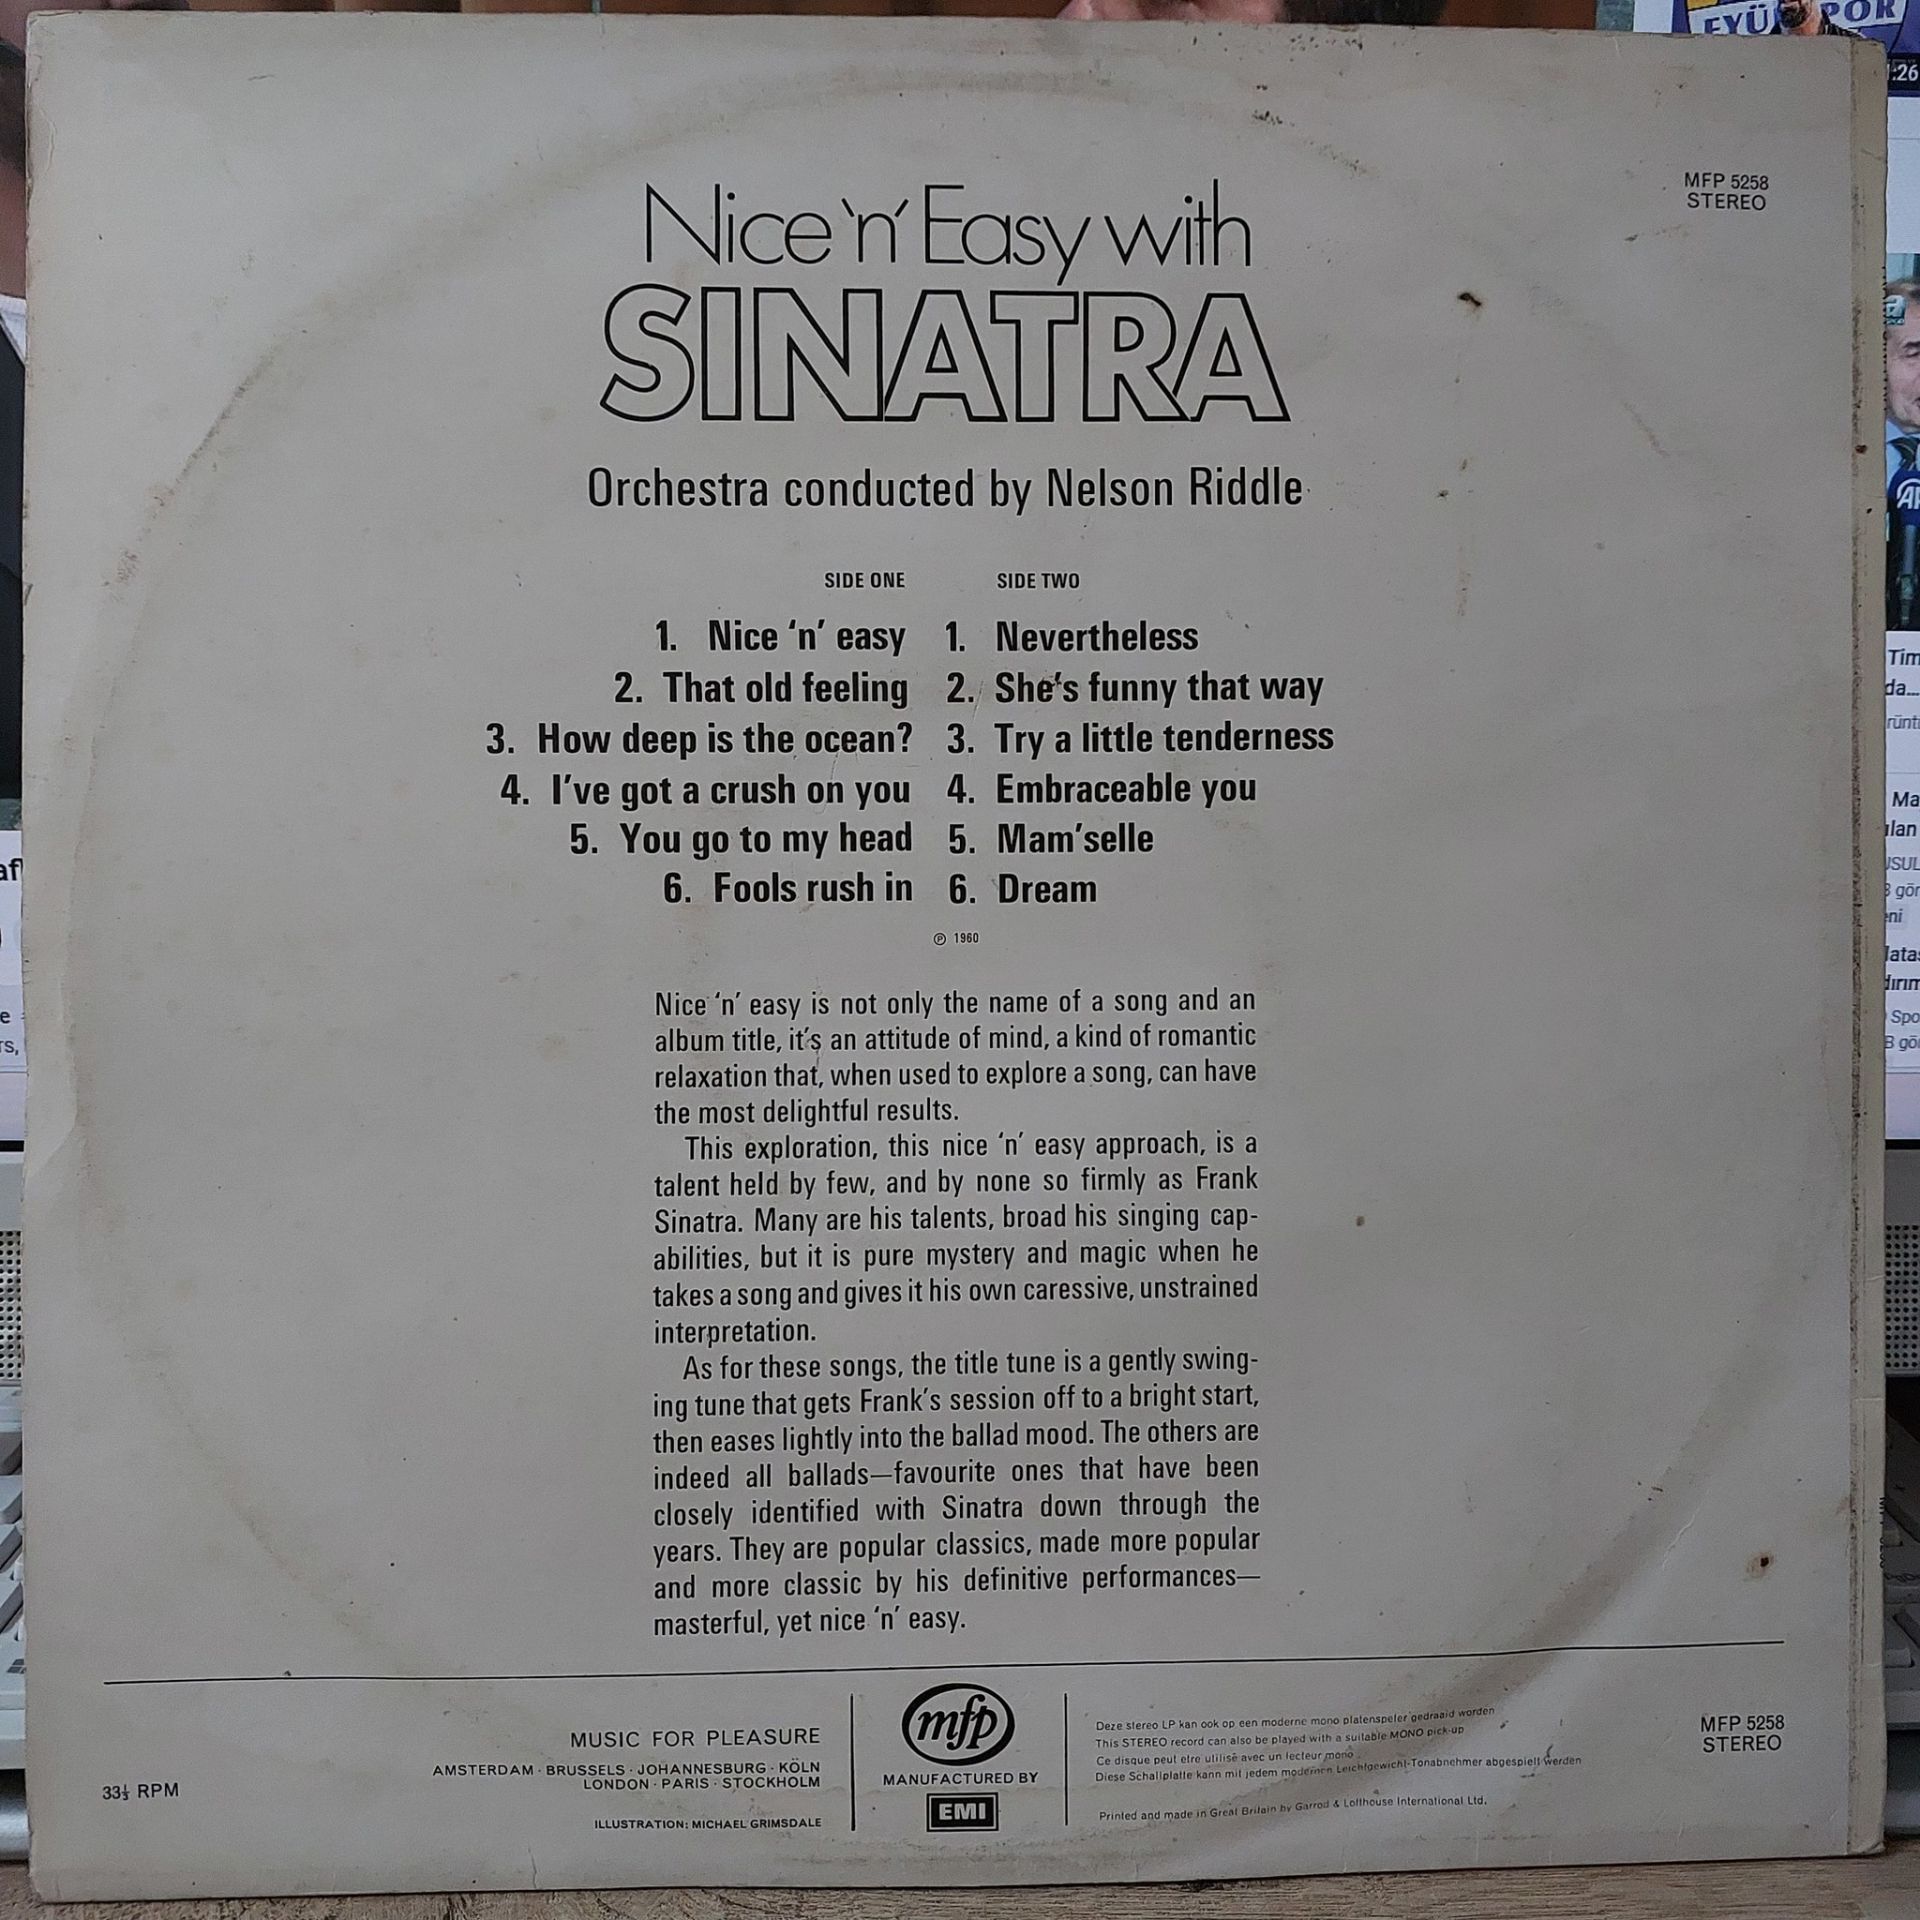 EYÜPSPOR
:26
MFP 5258
STEREO
Nice 'n' Easy with
SINATRA
Orchestra conducted by Nelson Riddle
SIDE ONE
1. Nice 'n' easy
2. That old feeling
3. How deep is the ocean?
4. I've got a crush on you
5. You go to my head
6. Fools rush in
SIDE TWO
1. Nevertheless
2. She's funny that way
3. Try a little tenderness
4. Embraceable you
5. Mam'selle
6. Dream
℗ 1960
Nice 'n' easy is not only the name of a song and an
album title, it's an attitude of mind, a kind of romantic
relaxation that, when used to explore a song, can have
the most delightful results.
This exploration, this nice 'n' easy approach, is a
talent held by few, and by none so firmly as Frank
Sinatra. Many are his talents, broad his singing cap-
abilities, but it is pure mystery and magic when he
takes a song and gives it his own caressive, unstrained
interpretation.
As for these songs, the title tune is a gently swing-
ing tune that gets Frank's session off to a bright start,
then eases lightly into the ballad mood. The others are
indeed all ballads—favourite ones that have been
closely identified with Sinatra down through the
years. They are popular classics, made more popular
and more classic by his definitive performances—
masterful, yet nice 'n' easy.
33⅓ RPM
MUSIC FOR PLEASURE
AMSTERDAM · BRUSSELS · JOHANNESBURG · KÖLN
LONDON · PARIS · STOCKHOLM
ILLUSTRATION: MICHAEL GRIMSDALE
mfp
MANUFACTURED BY
EMI
Deze stereo LP kan ook op een moderne mono platenspeler gedraaid worden
This STEREO record can also be played with a suitable MONO pick-up
Ce disque peut etre utilisé avec un lecteur mono
Diese Schallplatte kann mit jedem modernen Leichtgewicht-Tonabnehmer abgespielt werden
Printed and made in Great Britain by Garrod & Lofthouse International Ltd.
MFP 5258
STEREO